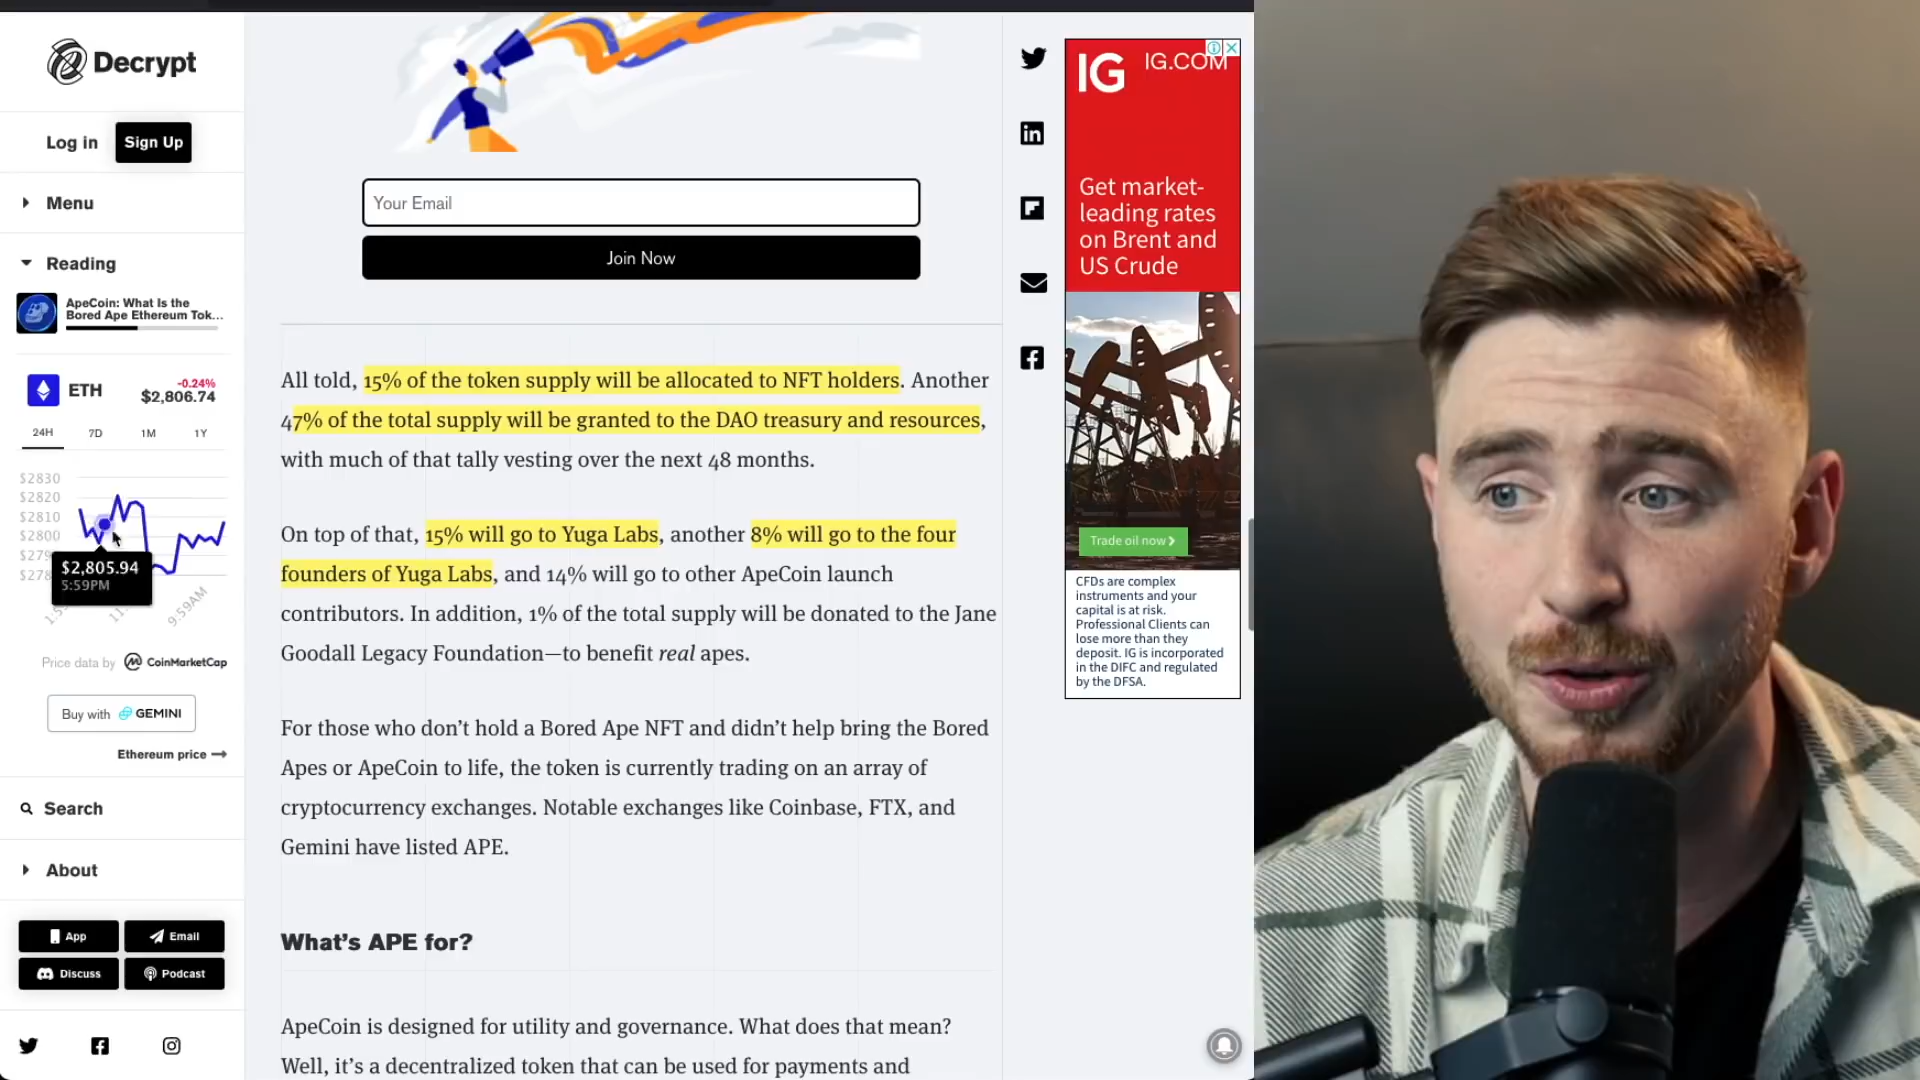 Decrypt
Log in
Sign Up
Menu
Reading
ApeCoin: What Is the
Bored Ape Ethereum Tok...
ETH
-0.24%
$2,806.74
24H
7D
1M
1Y
$2830
$2820
$2810
$2800
$2,805.94
5:59PM
9:59AM
Price data by CoinMarketCap
Buy with GEMINI
Ethereum price
Search
About
App
Email
Discuss
Podcast
Your Email
Join Now
All told, 15% of the token supply will be allocated to NFT holders. Another
47% of the total supply will be granted to the DAO treasury and resources,
with much of that tally vesting over the next 48 months.
On top of that, 15% will go to Yuga Labs, another 8% will go to the four
founders of Yuga Labs, and 14% will go to other ApeCoin launch
contributors. In addition, 1% of the total supply will be donated to the Jane
Goodall Legacy Foundation—to benefit real apes.
For those who don’t hold a Bored Ape NFT and didn’t help bring the Bored
Apes or ApeCoin to life, the token is currently trading on an array of
cryptocurrency exchanges. Notable exchanges like Coinbase, FTX, and
Gemini have listed APE.
What’s APE for?
ApeCoin is designed for utility and governance. What does that mean?
Well, it’s a decentralized token that can be used for payments and
IG IG.COM
Get market-
leading rates
on Brent and
US Crude
Trade oil now
CFDs are complex
instruments and your
capital is at risk.
Professional Clients can
lose more than they
deposit. IG is incorporated
in the DIFC and regulated
by the DFSA.